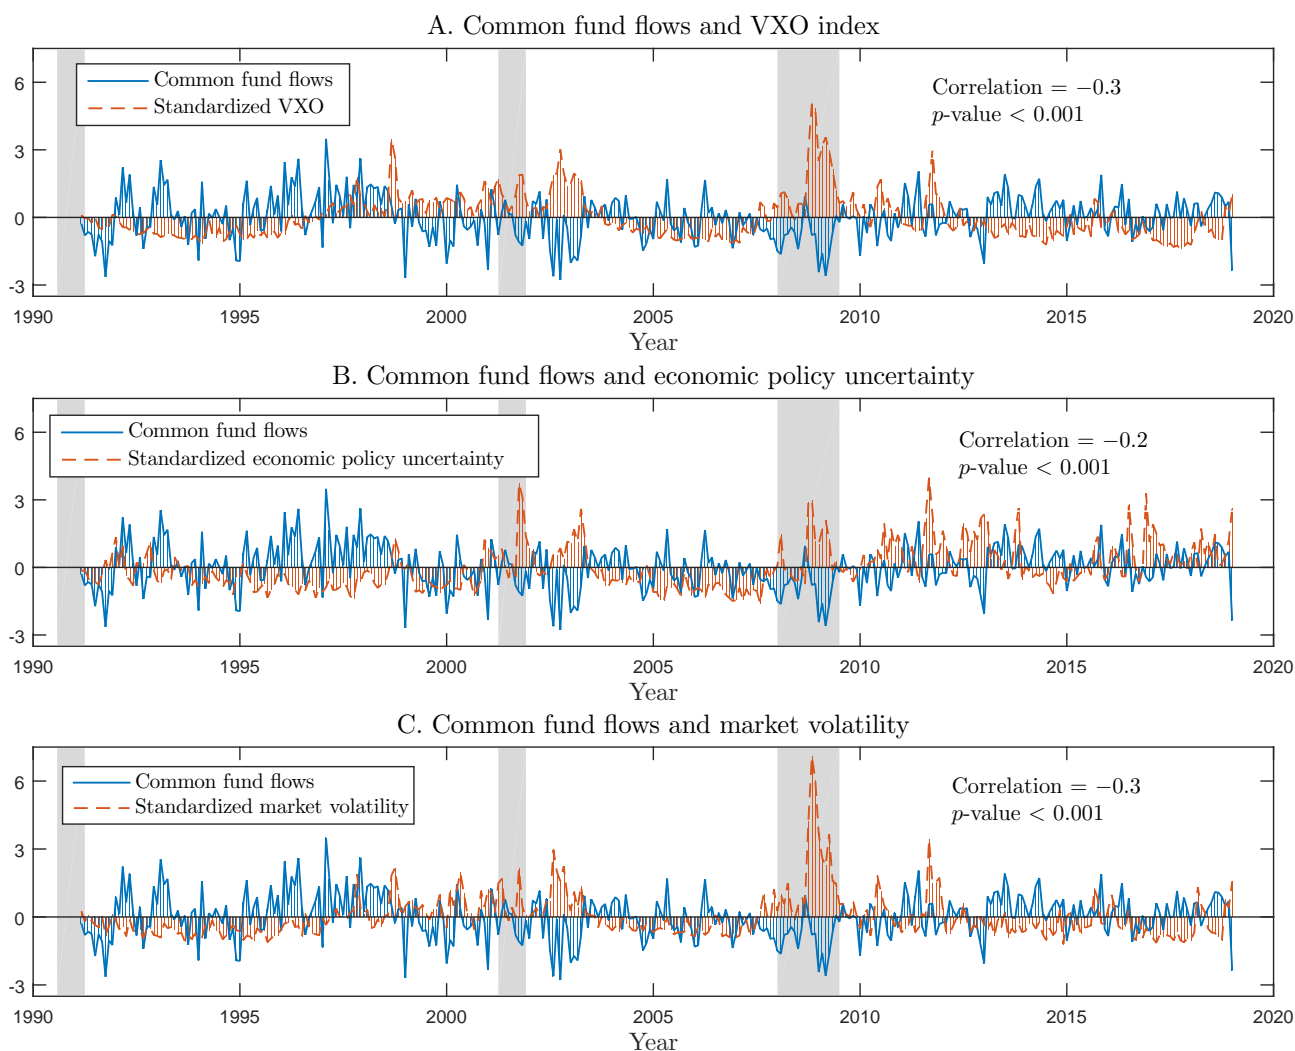 A. Common fund flows and VXO index
6
3
0
-3
Common fund flows
Standardized VXO
Correlation = −0.3
p-value < 0.001
1990 1995 2000 2005 2010 2015 2020
Year
B. Common fund flows and economic policy uncertainty
6
3
0
-3
Common fund flows
Standardized economic policy uncertainty
Correlation = −0.2
p-value < 0.001
1990 1995 2000 2005 2010 2015 2020
Year
C. Common fund flows and market volatility
6
3
0
-3
Common fund flows
Standardized market volatility
Correlation = −0.3
p-value < 0.001
1990 1995 2000 2005 2010 2015 2020
Year